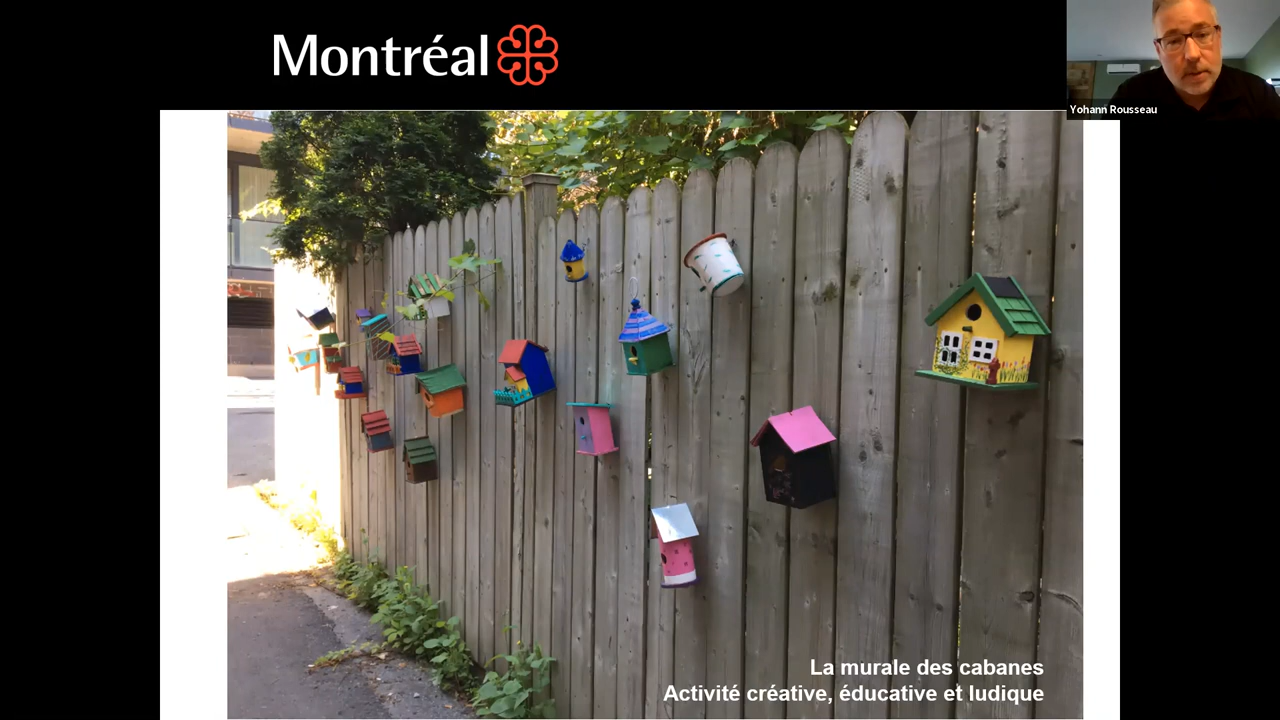 Montréal
Yohann Rousseau
La murale des cabanes
Activité créative, éducative et ludique